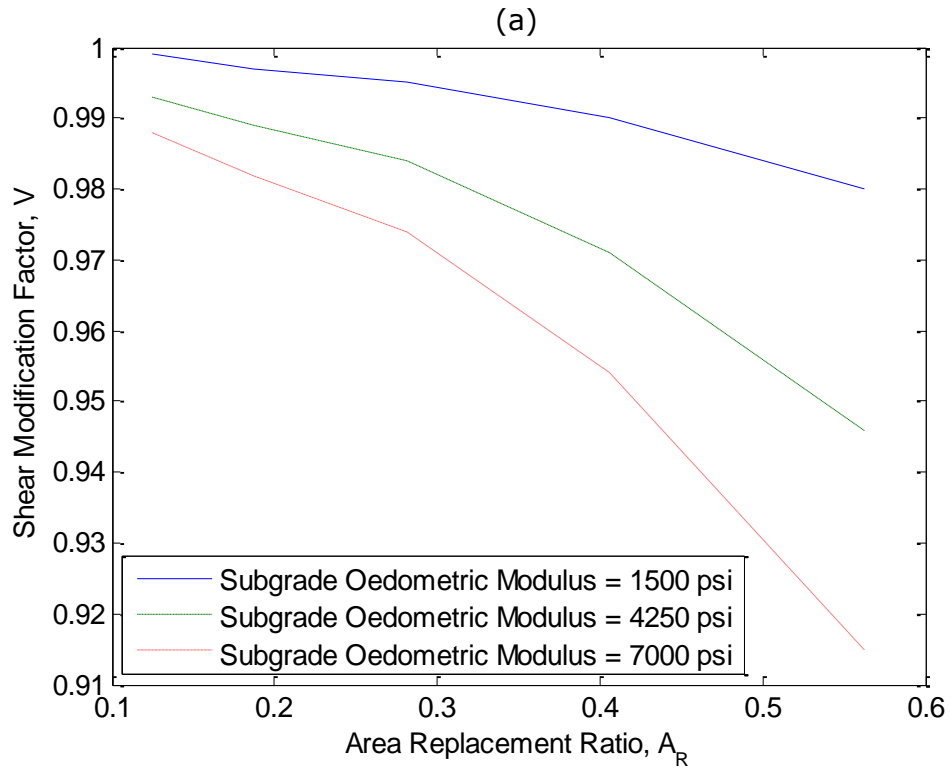 (a)
1
0.99
0.98
0.97
0.96
0.95
0.94
0.93
0.92
0.91
Shear Modification Factor, V
Subgrade Oedometric Modulus = 1500 psi
Subgrade Oedometric Modulus = 4250 psi
Subgrade Oedometric Modulus = 7000 psi
0.1 0.2 0.3 0.4 0.5 0.6
Area Replacement Ratio, A_R